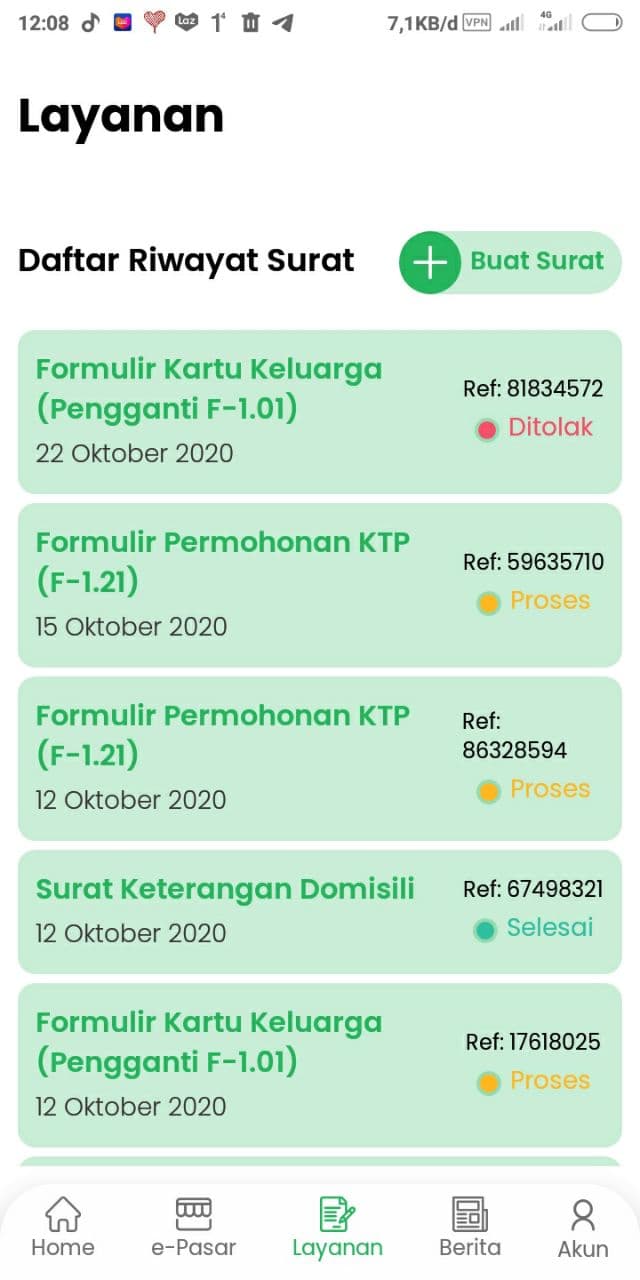 12:08 Laz 7,1KB/d VPN 4G
Layanan
Daftar Riwayat Surat
Buat Surat
Formulir Kartu Keluarga
(Pengganti F-1.01)
22 Oktober 2020
Ref: 81834572
Ditolak
Formulir Permohonan KTP
(F-1.21)
15 Oktober 2020
Ref: 59635710
Proses
Formulir Permohonan KTP
(F-1.21)
12 Oktober 2020
Ref:
86328594
Proses
Surat Keterangan Domisili
12 Oktober 2020
Ref: 67498321
Selesai
Formulir Kartu Keluarga
(Pengganti F-1.01)
12 Oktober 2020
Ref: 17618025
Proses
Home e-Pasar Layanan Berita Akun